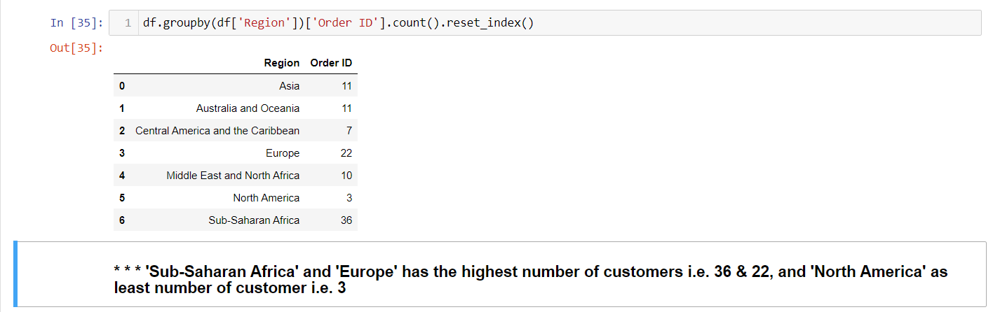 In [35]: 1 df.groupby(df['Region'])['Order ID'].count().reset_index()
Out[35]:
Region Order ID
0 Asia 11
1 Australia and Oceania 11
2 Central America and the Caribbean 7
3 Europe 22
4 Middle East and North Africa 10
5 North America 3
6 Sub-Saharan Africa 36
* * * 'Sub-Saharan Africa' and 'Europe' has the highest number of customers i.e. 36 & 22, and 'North America' as
least number of customer i.e. 3